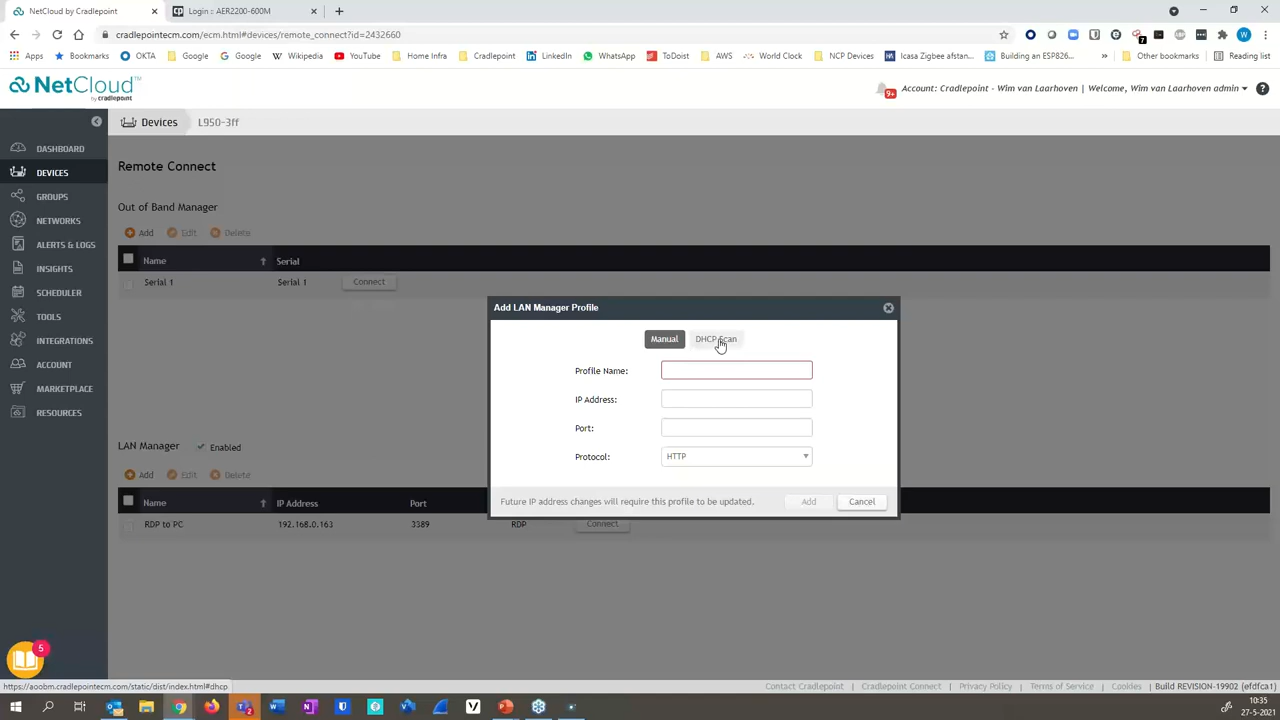 NetCloud by Cradlepoint
Login :: AER2200-600M
cradlepointecm.com/ecm.html#devices/remote_connect?id=2432660
Apps
Bookmarks
OKTA
Google
Google
Wikipedia
YouTube
Home Infra
Cradlepoint
LinkedIn
WhatsApp
ToDoist
AWS
World Clock
NCP Devices
Icasa Zigbee afstan...
Building an ESP826...
Other bookmarks
Reading list
NetCloud™
by cradlepoint
9+
Account: Cradlepoint - Wim van Laarhoven | Welcome, Wim van Laarhoven admin
Devices
L950-3ff
DASHBOARD
DEVICES
GROUPS
NETWORKS
ALERTS & LOGS
INSIGHTS
SCHEDULER
TOOLS
INTEGRATIONS
ACCOUNT
MARKETPLACE
RESOURCES
5
Remote Connect
Out of Band Manager
Add Edit Delete
Name Serial
Serial 1 Serial 1 Connect
Add LAN Manager Profile
Manual DHCP Scan
Profile Name:
IP Address:
Port:
Protocol: HTTP
Future IP address changes will require this profile to be updated. Add Cancel
LAN Manager Enabled
Add Edit Delete
Name IP Address Port
RDP to PC 192.168.0.163 3389 RDP Connect
https://aoobm.cradlepointecm.com/static/dist/index.html#dhcp
Contact Cradlepoint | Cradlepoint Connect | Privacy Policy | Terms of Service | Cookies | Build REVISION-19902 (efdfca1)
10:35
27-5-2021